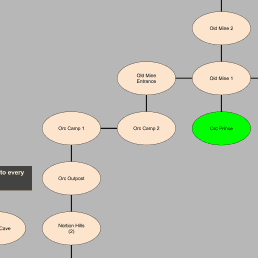 Old Mine 2
Old Mine
Entrance
Old Mine 1
Orc Camp 1
Orc Camp 2
Old Prince
to every
Orc Outpost
Cave
Norton Hills
(2)